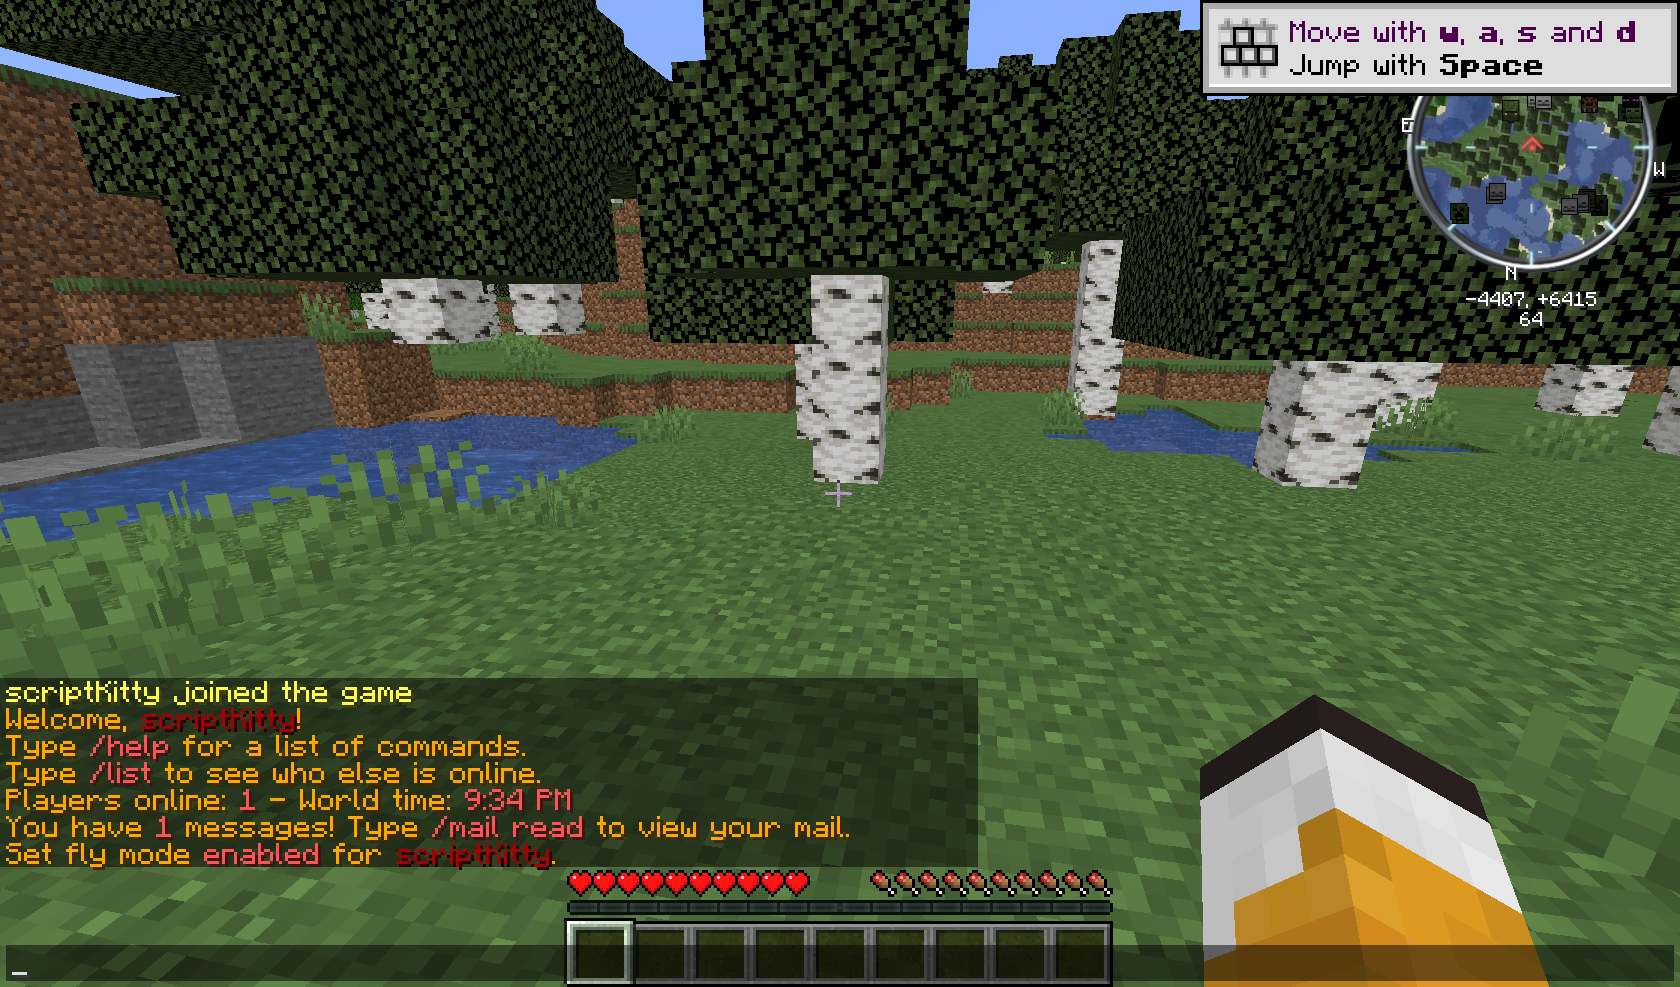 Move with w, a, s and d
Jump with Space
E
W
N
-4407, +6415
64
scriptKitty joined the game
Welcome, scriptKitty!
Type /help for a list of commands.
Type /list to see who else is online.
Players online: 1 - World time: 9:34 PM
You have 1 messages! Type /mail read to view your mail.
Set fly mode enabled for scriptKitty.
_